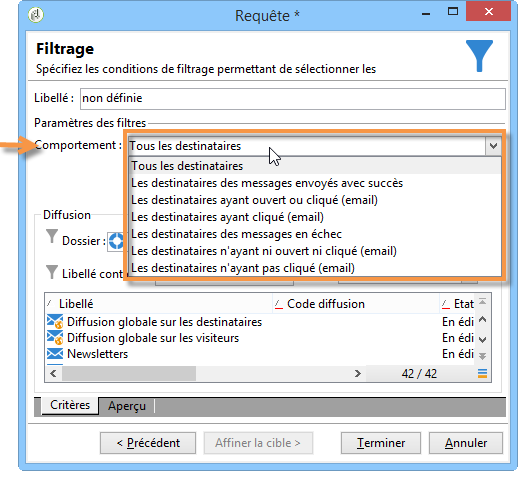 Requête *
Filtrage
Spécifiez les conditions de filtrage permettant de sélectionner les
Libellé : non définie
Paramètres des filtres
Comportement : Tous les destinataires
Tous les destinataires
Les destinataires des messages envoyés avec succès
Les destinataires ayant ouvert ou cliqué (email)
Les destinataires ayant cliqué (email)
Les destinataires des messages en échec
Les destinataires n'ayant ni ouvert ni cliqué (email)
Les destinataires n'ayant pas cliqué (email)
Diffusion
Dossier :
Libellé cont
Libellé Code diffusion Etat
Diffusion globale sur les destinataires En édi
Diffusion globale sur les visiteurs En édi
Newsletters En édi
42 / 42
Critères Aperçu
< Précédent Affiner la cible > Terminer Annuler